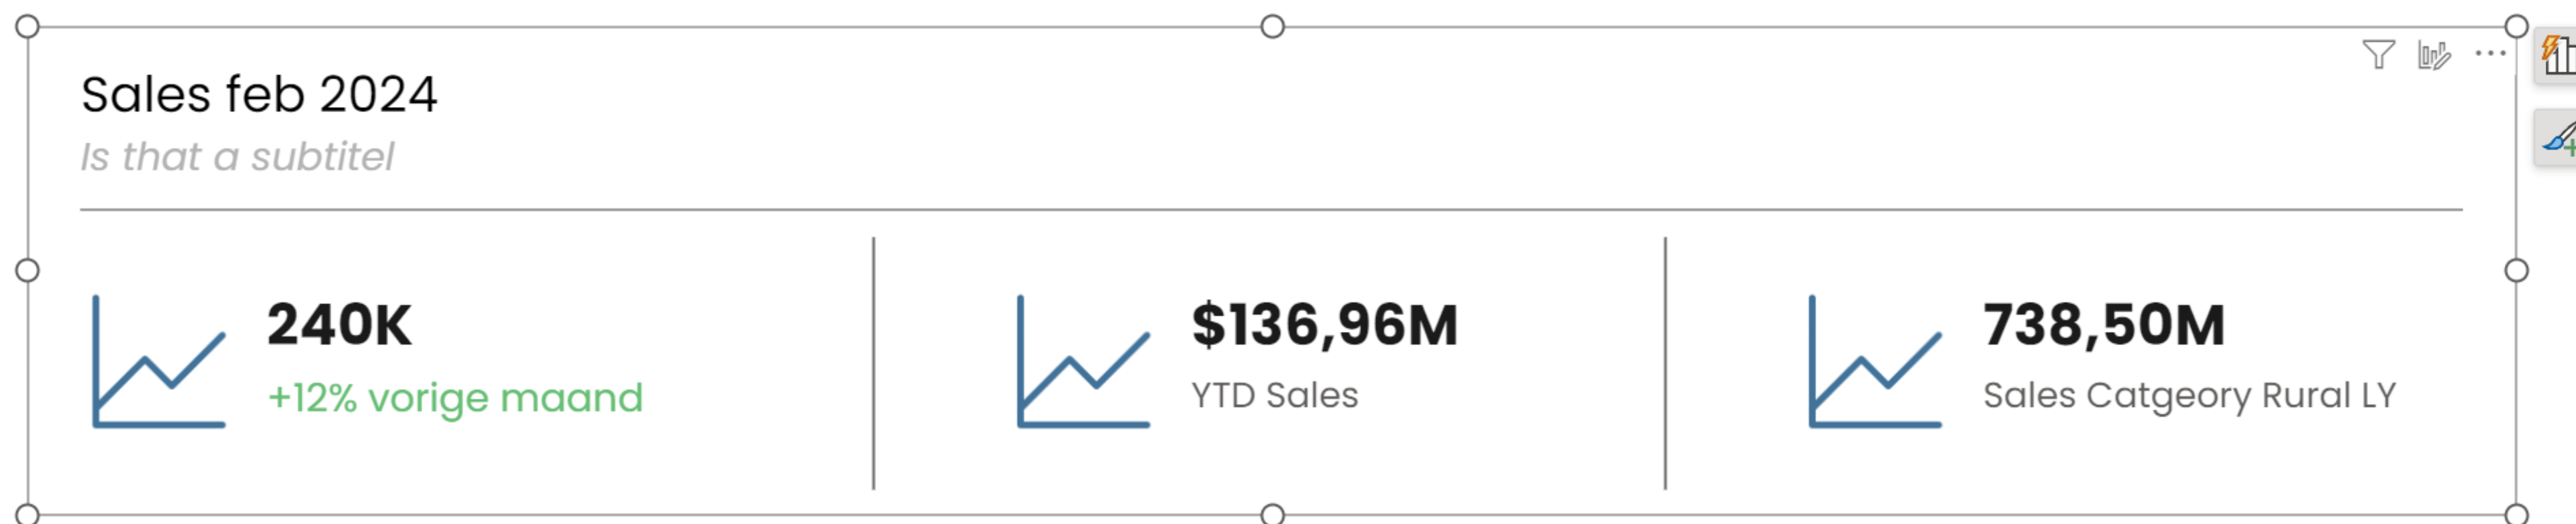 Sales feb 2024
Is that a subtitel
240K
+12% vorige maand
$136,96M
YTD Sales
738,50M
Sales Catgeory Rural LY